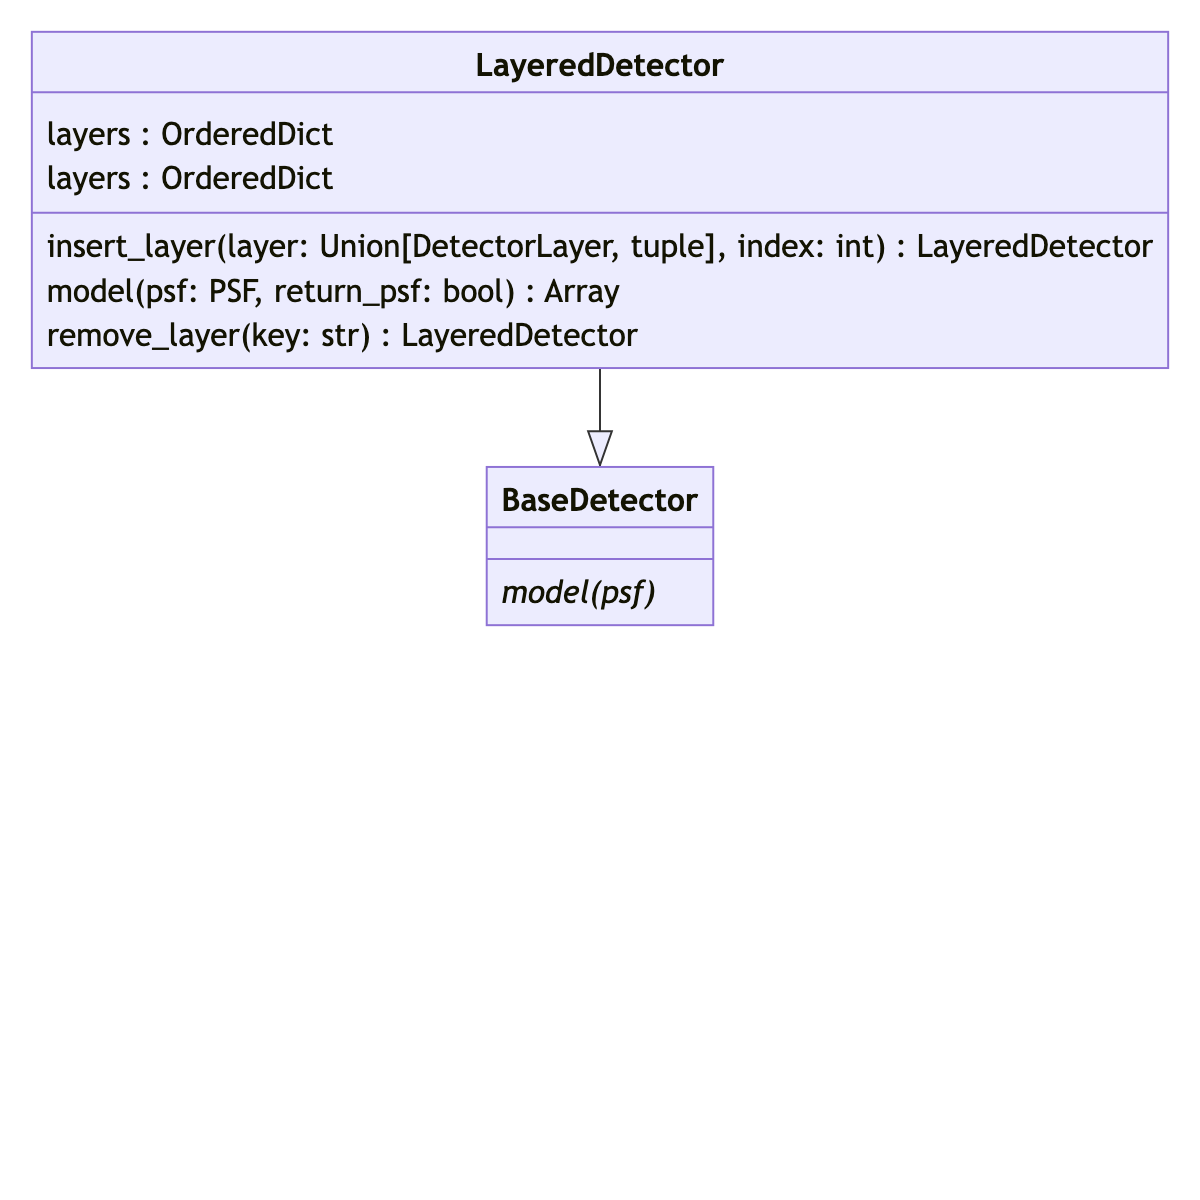 LayeredDetector
layers : OrderedDict
layers : OrderedDict
insert_layer(layer: Union[DetectorLayer, tuple], index: int) : LayeredDetector
model(psf: PSF, return_psf: bool) : Array
remove_layer(key: str) : LayeredDetector
BaseDetector
model(psf)